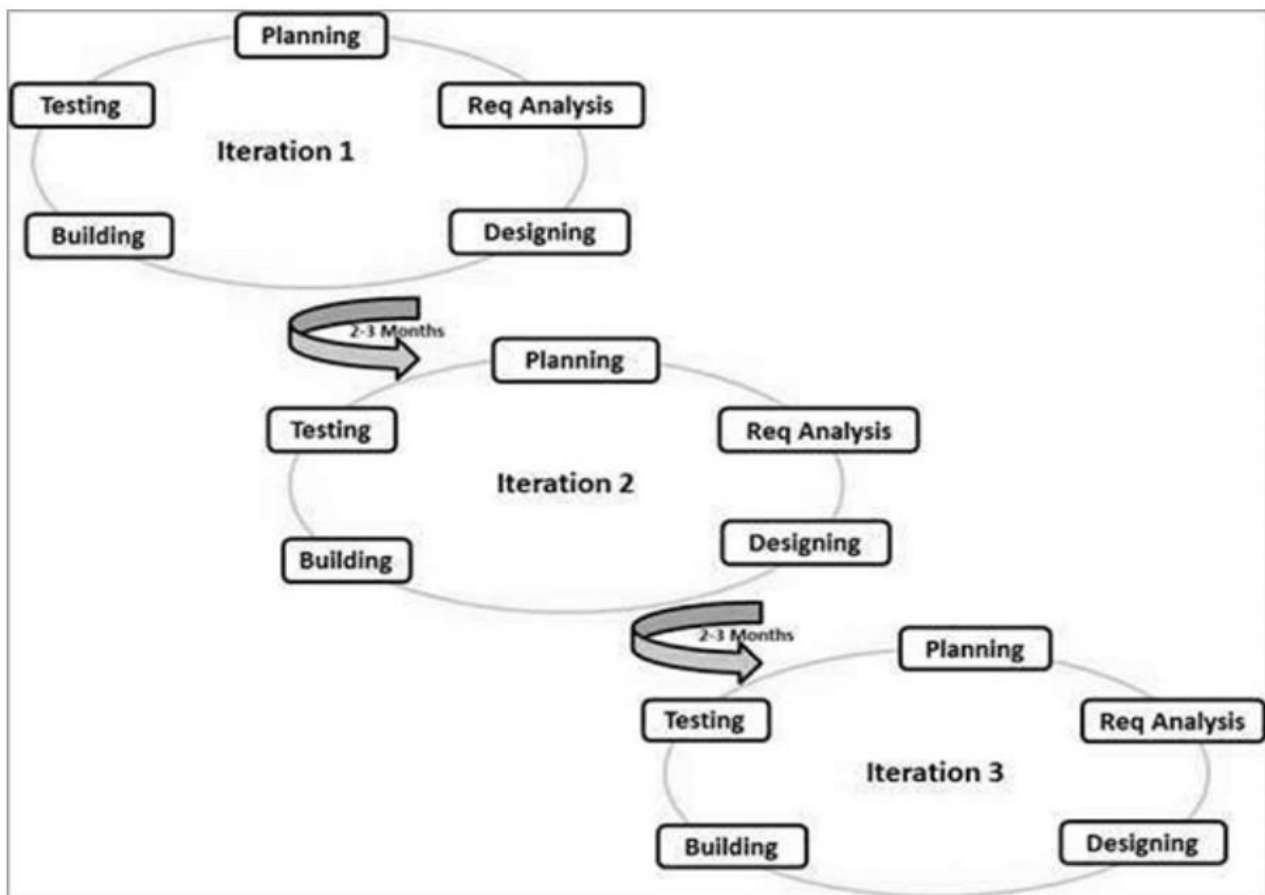 Planning
Testing
Req Analysis
Iteration 1
Building
Designing
2-3 Months
Planning
Testing
Req Analysis
Iteration 2
Building
Designing
2-3 Months
Planning
Testing
Req Analysis
Iteration 3
Building
Designing